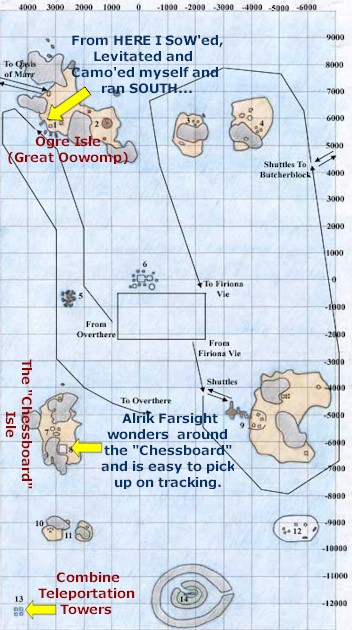 4000 2000 0 -1000 -2000 -4000 -6000
From HERE I SoW'ed,
Levitated and
Camo'ed myself and
ran SOUTH...
To Oasis
of Marr
Ogre Isle
(Great Oowomp)
1
2
3
4
Shuttles To
Butcherblock
5
6
To Firiona
Vie
From
Overthere
From
Firiona Vie
Shuttles
To Overthere
The "Chessboard"
Isle
Alrik Farsight
wonders around
the "Chessboard"
and is easy to pick
up on tracking.
7
8
9
10
11
12
Combine
Teleportation
Towers
13
14
9000
8000
7000
6000
5000
4000
3000
2000
1000
0
-1000
-2000
-3000
-4000
-5000
-6000
-7000
-8000
-9000
-10000
-11000
-12000